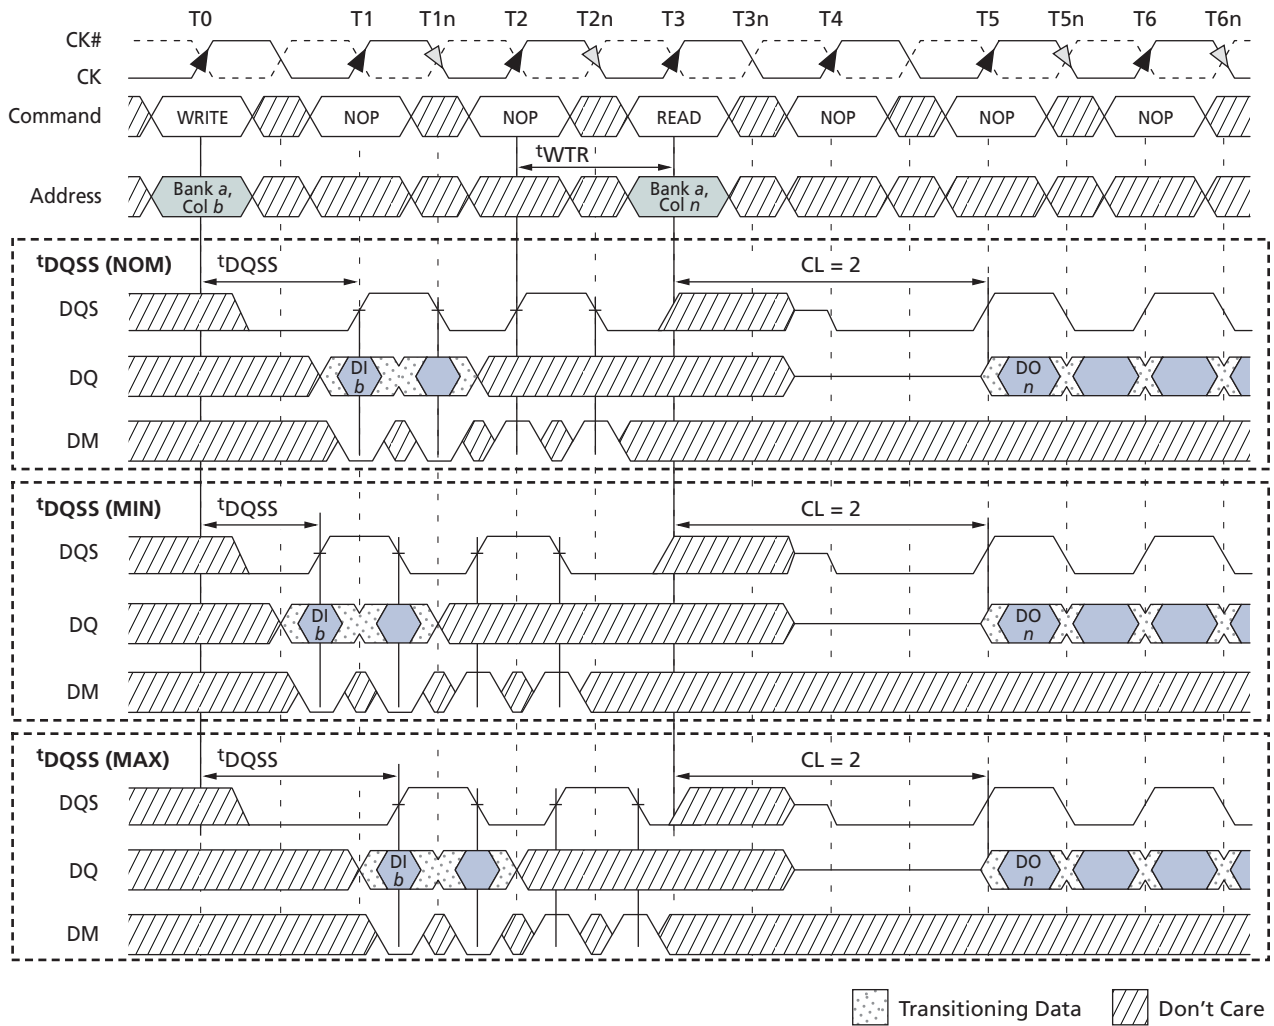 T0 T1 T1n T2 T2n T3 T3n T4 T5 T5n T6 T6n
CK#
CK
Command WRITE NOP NOP READ NOP NOP NOP
tWTR
Address Bank a, Col b Bank a, Col n
tDQSS (NOM) tDQSS CL = 2
DQS
DQ DI b DO n
DM
tDQSS (MIN) tDQSS CL = 2
DQS
DQ DI b DO n
DM
tDQSS (MAX) tDQSS CL = 2
DQS
DQ DI b DO n
DM
Transitioning Data Don't Care